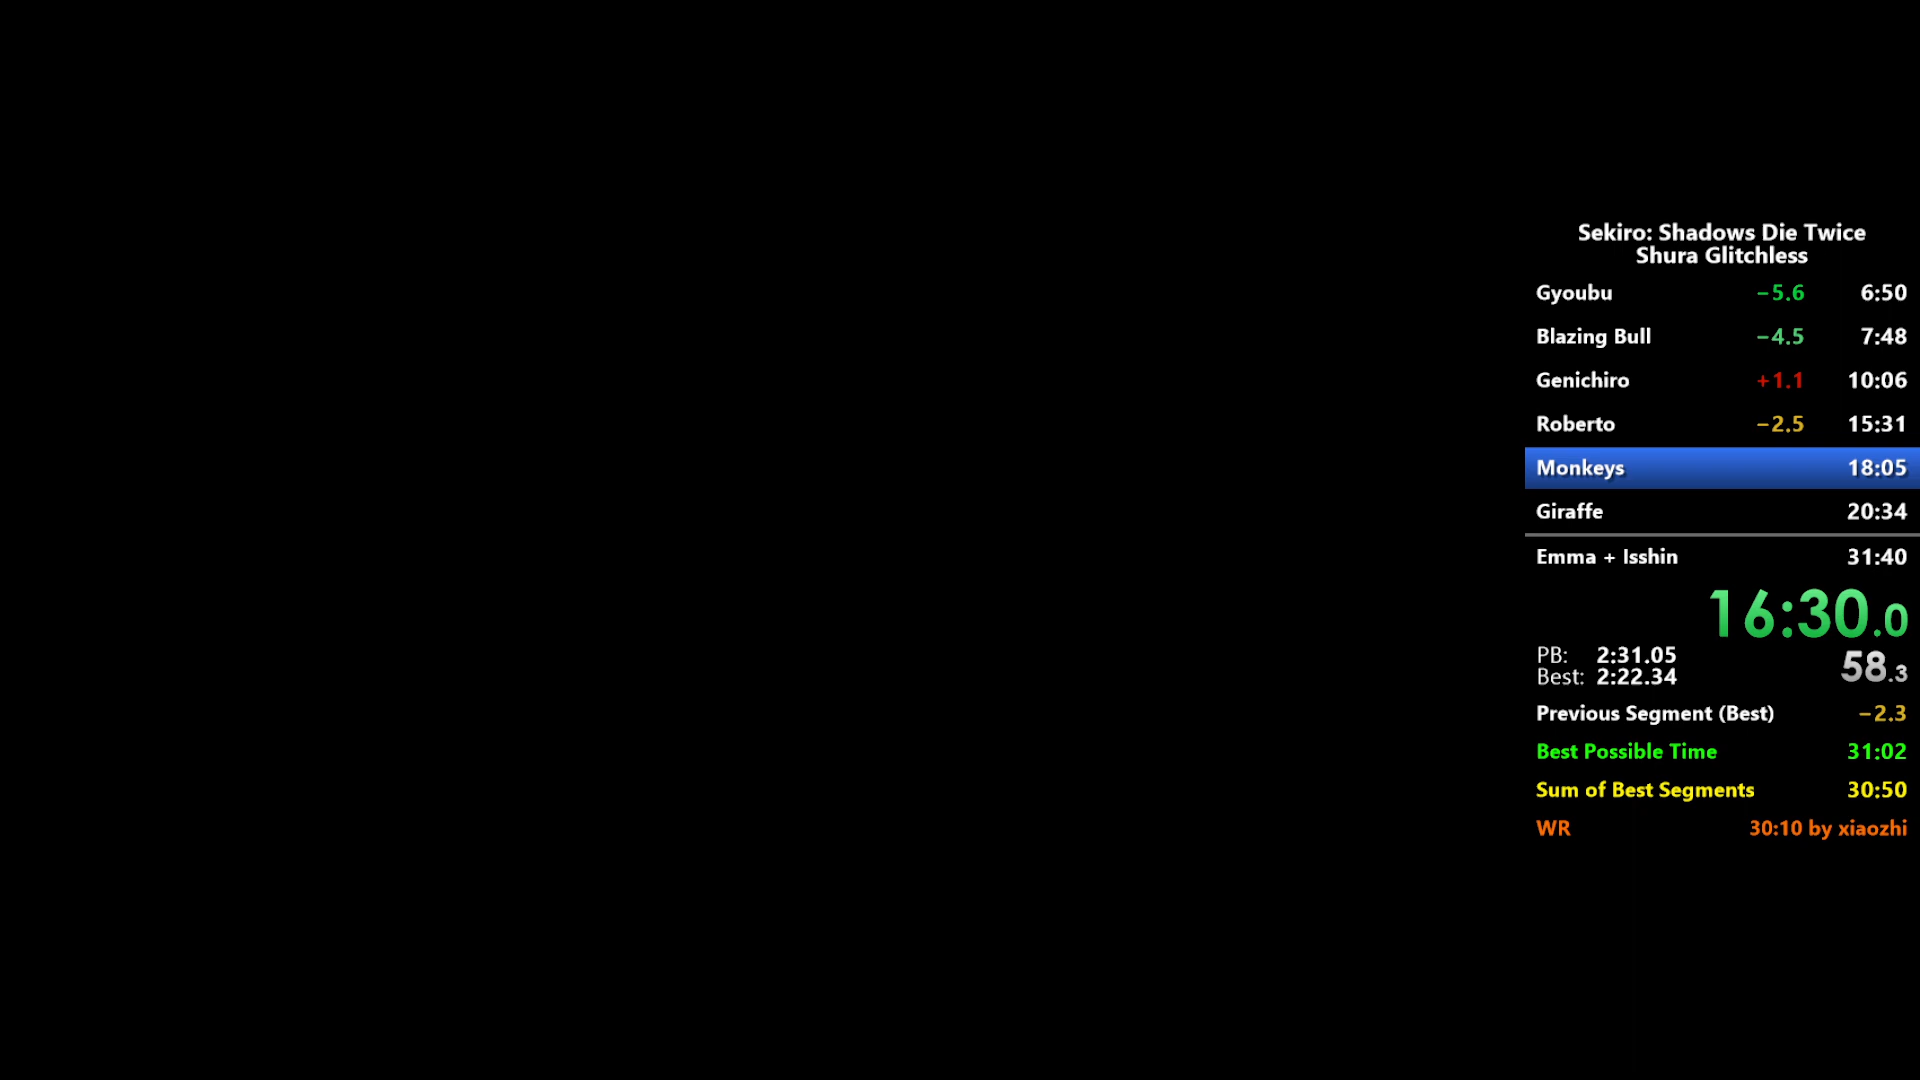 Sekiro: Shadows Die Twice
Shura Glitchless
Gyoubu −5.6 6:50
Blazing Bull −4.5 7:48
Genichiro +1.1 10:06
Roberto −2.5 15:31
Monkeys 18:05
Giraffe 20:34
Emma + Isshin 31:40
16:30.0
PB: 2:31.05
Best: 2:22.34
58.3
Previous Segment (Best) −2.3
Best Possible Time 31:02
Sum of Best Segments 30:50
WR 30:10 by xiaozhi